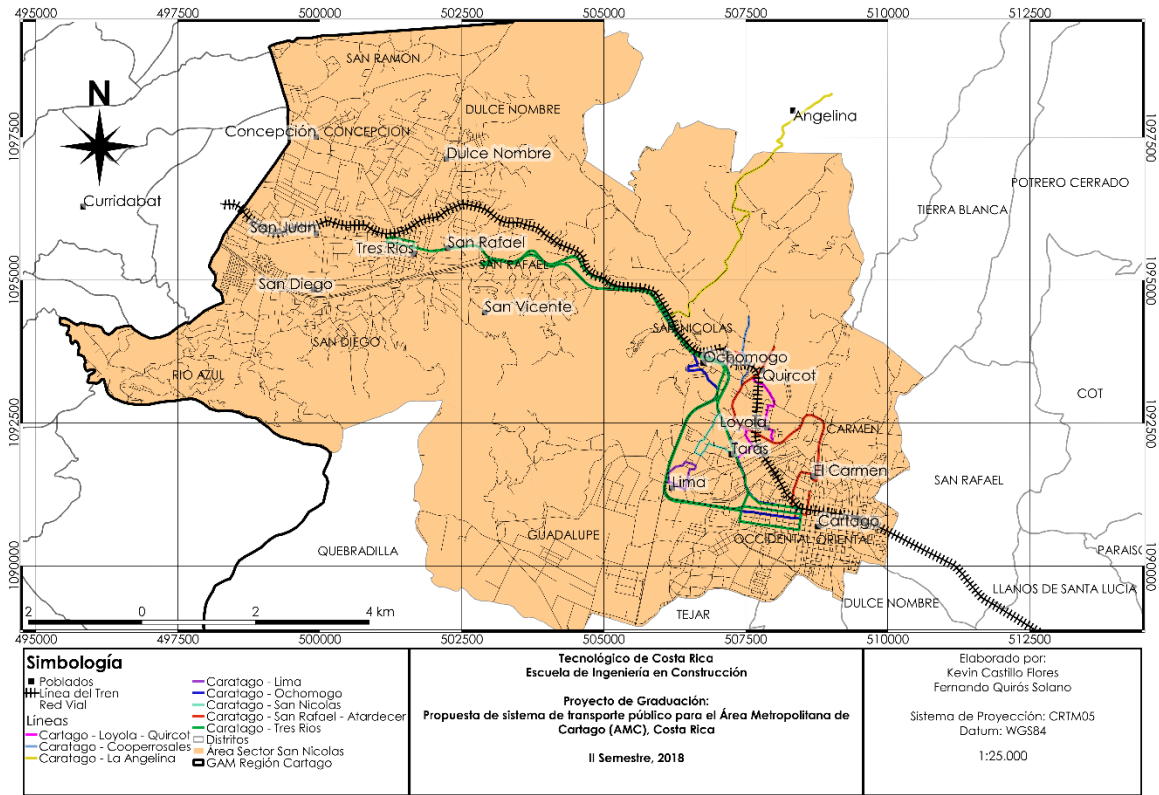 495000 497500 500000 502500 505000 507500 510000 512500
SAN RAMON
N
DULCE NOMBRE
Angelina
1097500 1097500
Concepción CONCEPCION
Dulce Nombre
POTRERO CERRADO
Curridabat
TIERRA BLANCA
San Juan
Tres Ríos San Rafael
SAN RAFAEL
1095000 1095000
San Diego
San Vicente
SAN NICOLAS
SAN DIEGO
Ochomogo
RIO AZUL
Quircot
COT
1092500 1092500
Loyola
CARMEN
Taras
El Carmen
Lima
SAN RAFAEL
Cartago
GUADALUPE
OCCIDENTAL ORIENTAL
QUEBRADILLA
PARAISO
1090000 1090000
LLANOS DE SANTA LUCIA
DULCE NOMBRE
TEJAR
2 0 2 4 km
495000 497500 500000 502500 505000 507500 510000 512500
Simbología
Poblados
Línea del Tren
Red Vial
Líneas
Cartago - Loyola - Quircot
Caratago - Cooperrosales
Caratago - La Angelina
Caratago - Lima
Caratago - Ochomogo
Caratago - San Nicolas
Caratago - San Rafael - Atardecer
Caratago - Tres Ríos
Distritos
Área Sector San Nicolas
GAM Región Cartago
Tecnológico de Costa Rica
Escuela de Ingeniería en Construcción
Proyecto de Graduación:
Propuesta de sistema de transporte público para el Área Metropolitana de
Cartago (AMC), Costa Rica
II Semestre, 2018
Elaborado por:
Kevin Castillo Flores
Fernando Quirós Solano
Sistema de Proyección: CRTM05
Datum: WGS84
1:25.000